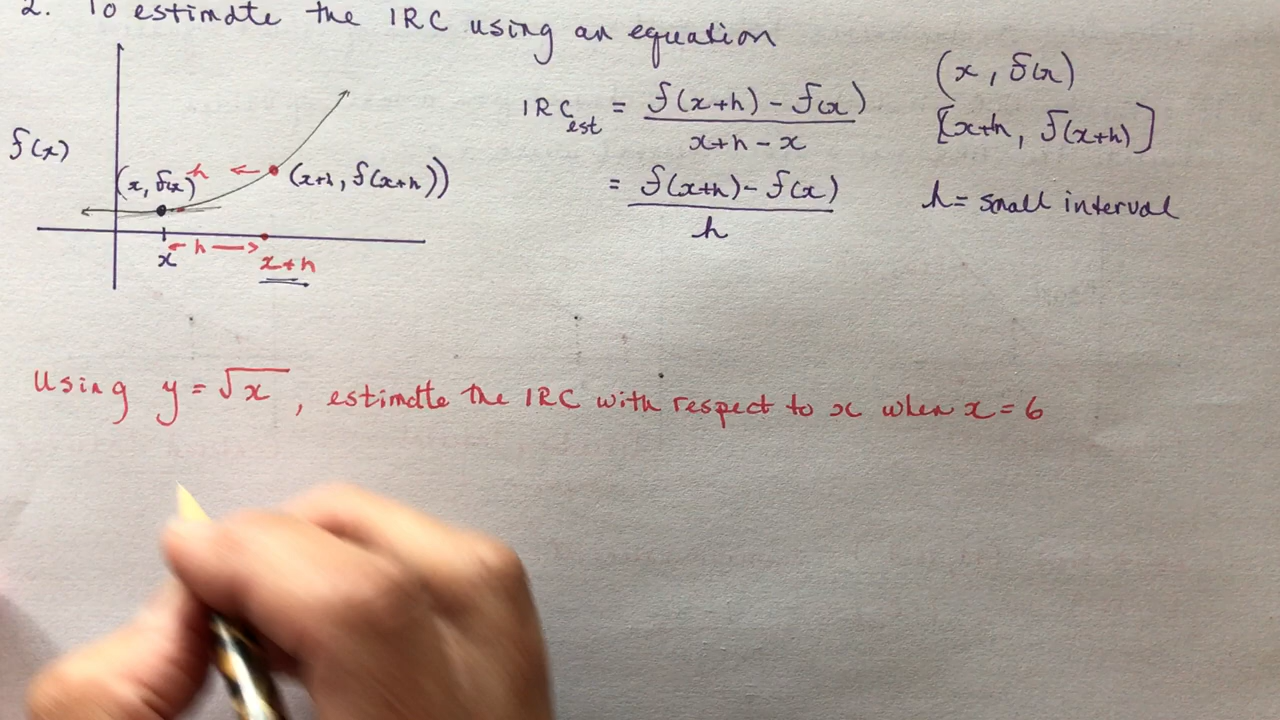 2. To estimate the IRC using an equation
f(x)
(x, f(x)) h ← (x+h, f(x+h))
x ← h → x+h
IRC est = f(x+h) - f(x) / x+h - x
= f(x+h) - f(x) / h
(x, f(x)
[x+h, f(x+h)]
h = small interval
Using y = √x, estimate the IRC with respect to x when x = 6